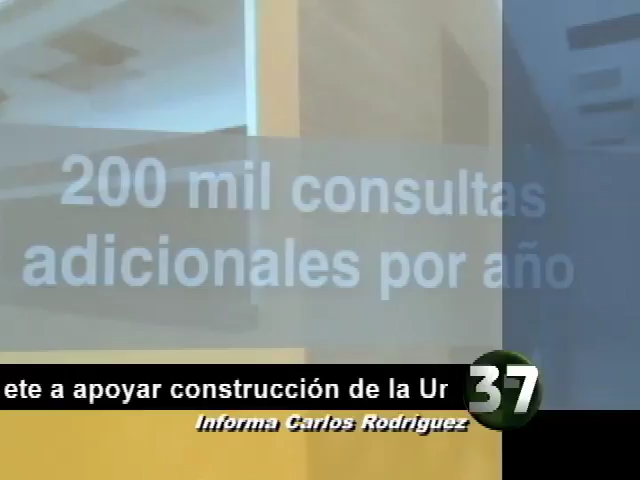 200 mil consultas
adicionales por año
ete a apoyar construcción de la Ur
37
Informa Carlos Rodriguez